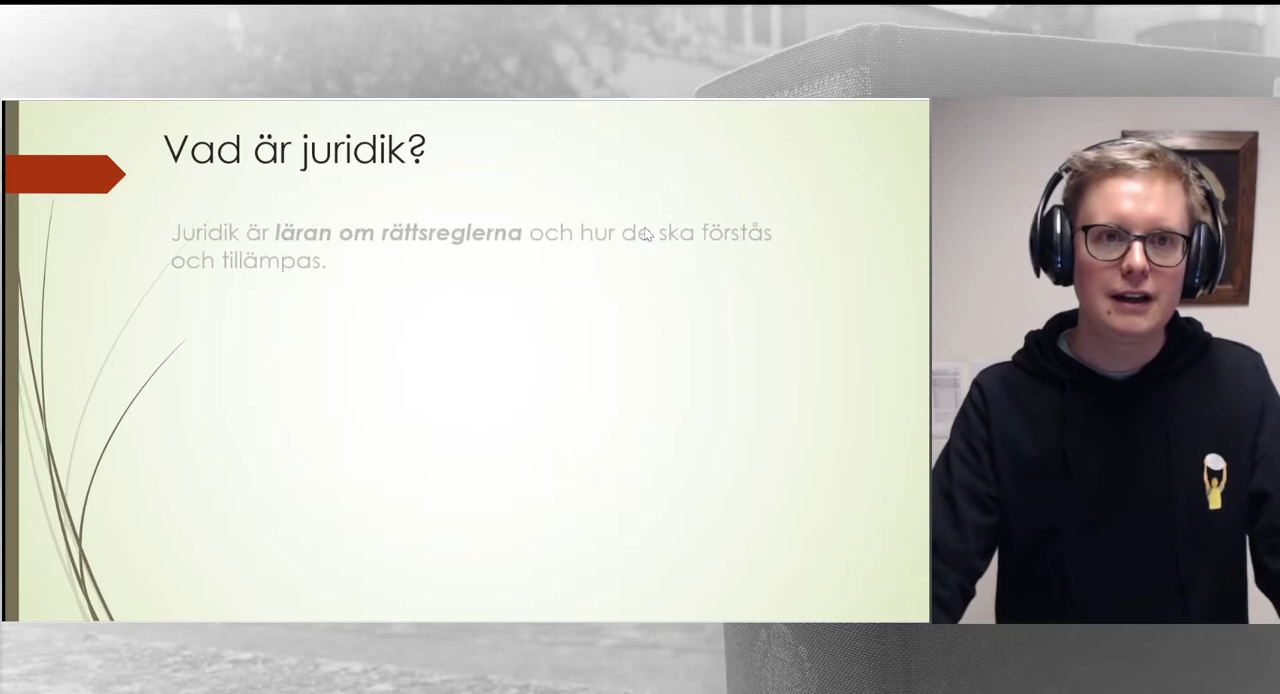 Vad är juridik?
Juridik är läran om rättsreglerna och hur de ska förstås
och tillämpas.